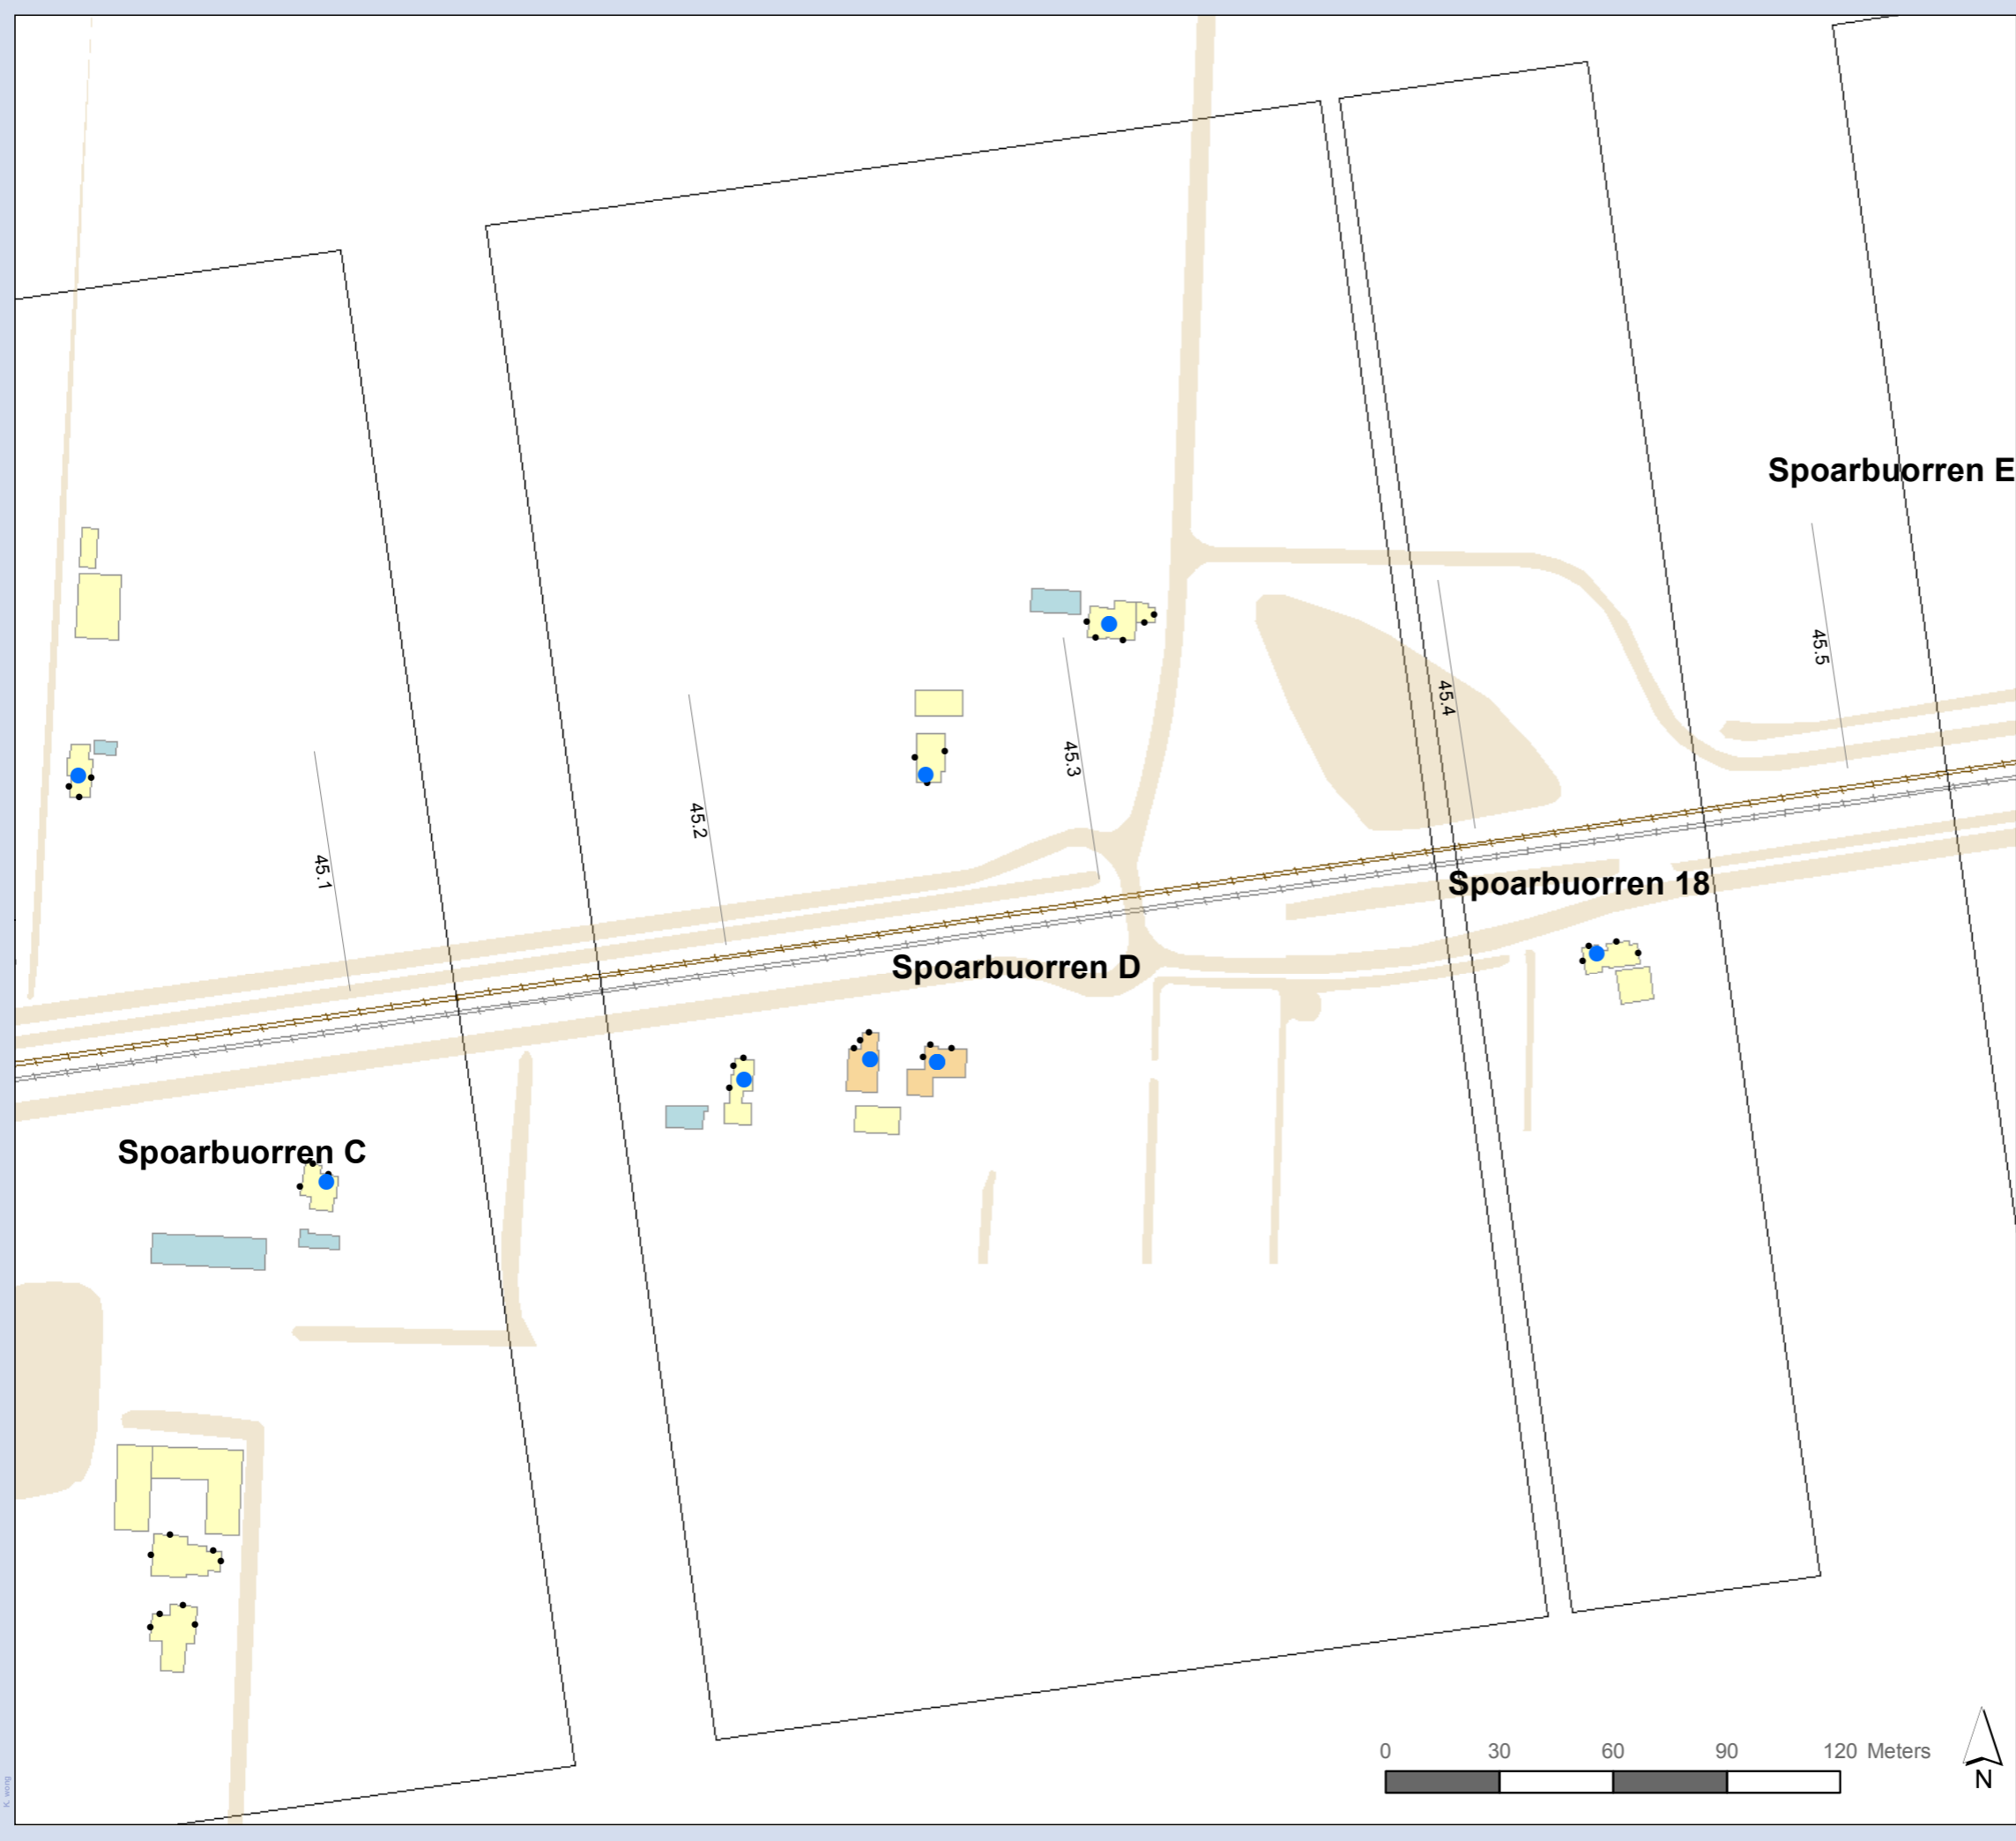 Spoarbuorren E
45.5
45.4
45.3
45.2
45.1
Spoarbuorren 18
Spoarbuorren D
Spoarbuorren C
0 30 60 90 120 Meters
N
K. wong